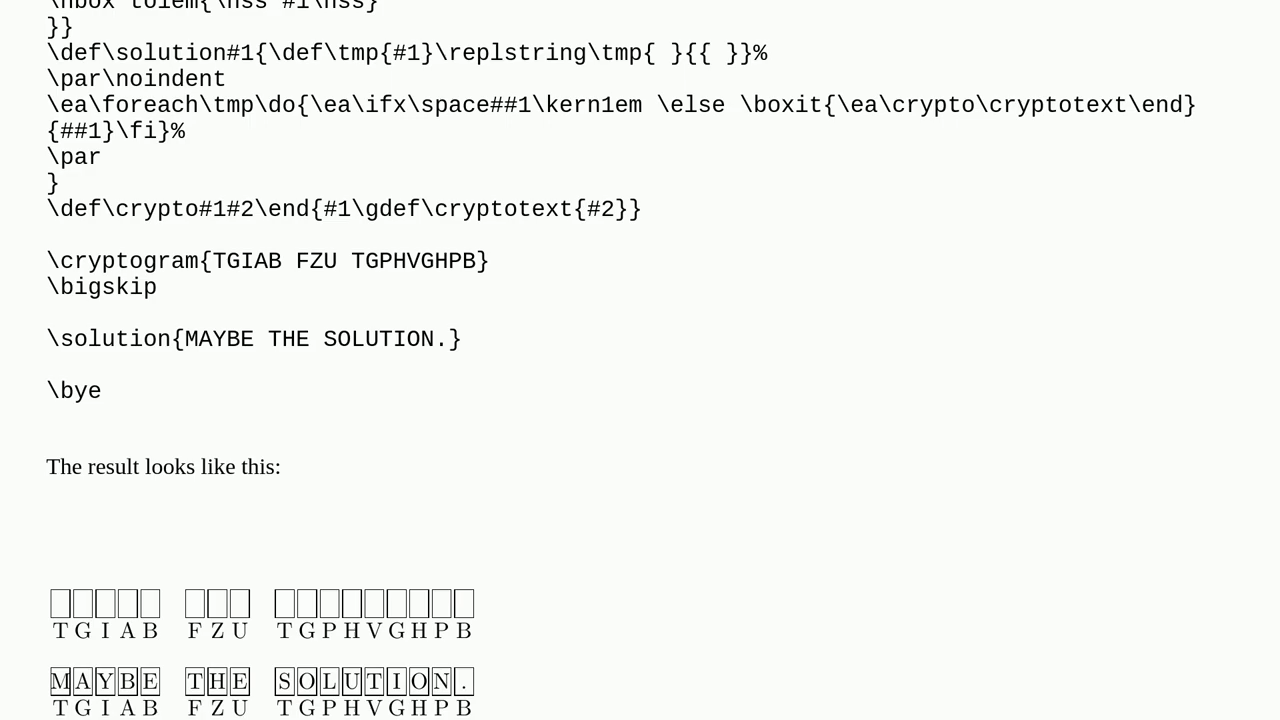 \hbox to1em{\hss #1\hss}
}}
\def\solution#1{\def\tmp{#1}\replstring\tmp{ }{{ }}%
\par\noindent
\ea\foreach\tmp\do{\ea\ifx\space##1\kern1em \else \boxit{\ea\crypto\cryptotext\end}
{##1}\fi}%
\par
}
\def\crypto#1#2\end{#1\gdef\cryptotext{#2}}
\cryptogram{TGIAB FZU TGPHVGHPB}
\bigskip
\solution{MAYBE THE SOLUTION.}
\bye
The result looks like this:
T G I A B F Z U T G P H V G H P B
M A Y B E T H E S O L U T I O N .
T G I A B F Z U T G P H V G H P B